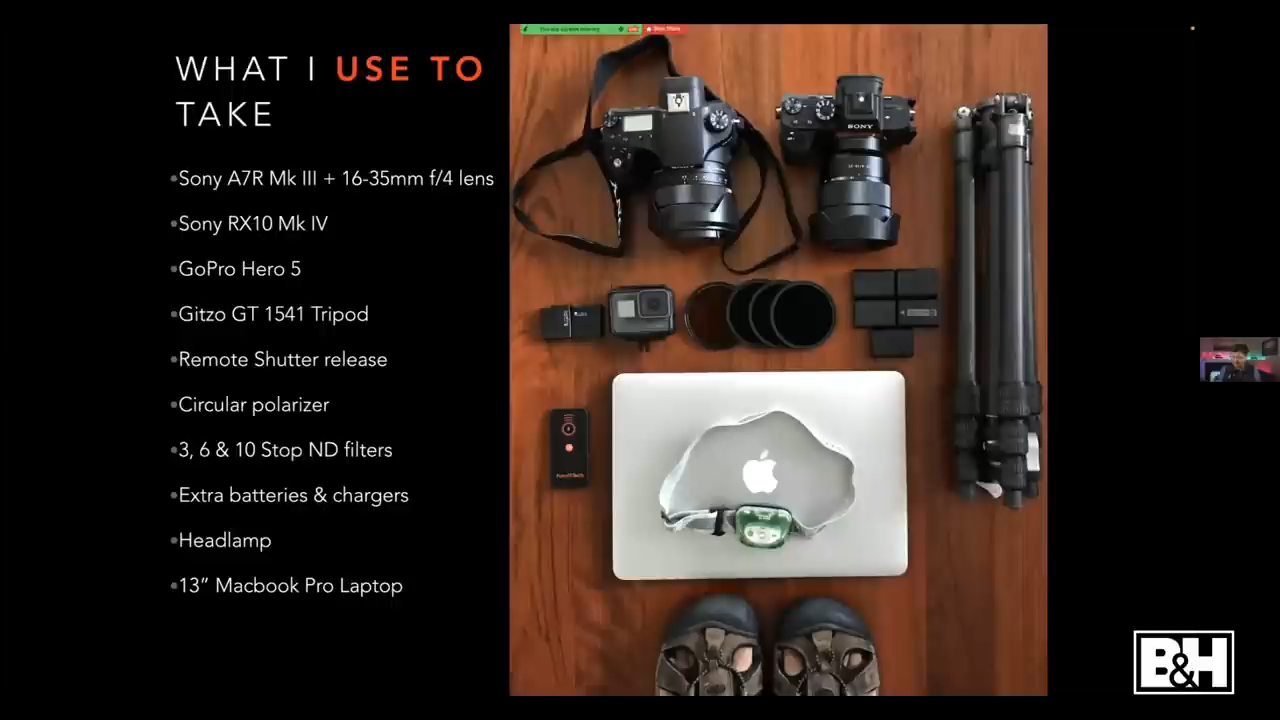 WHAT I USE TO
TAKE
•Sony A7R Mk III + 16-35mm f/4 lens
•Sony RX10 Mk IV
•GoPro Hero 5
•Gitzo GT 1541 Tripod
•Remote Shutter release
•Circular polarizer
•3, 6 & 10 Stop ND filters
•Extra batteries & chargers
•Headlamp
•13” Macbook Pro Laptop
SONY
B&H